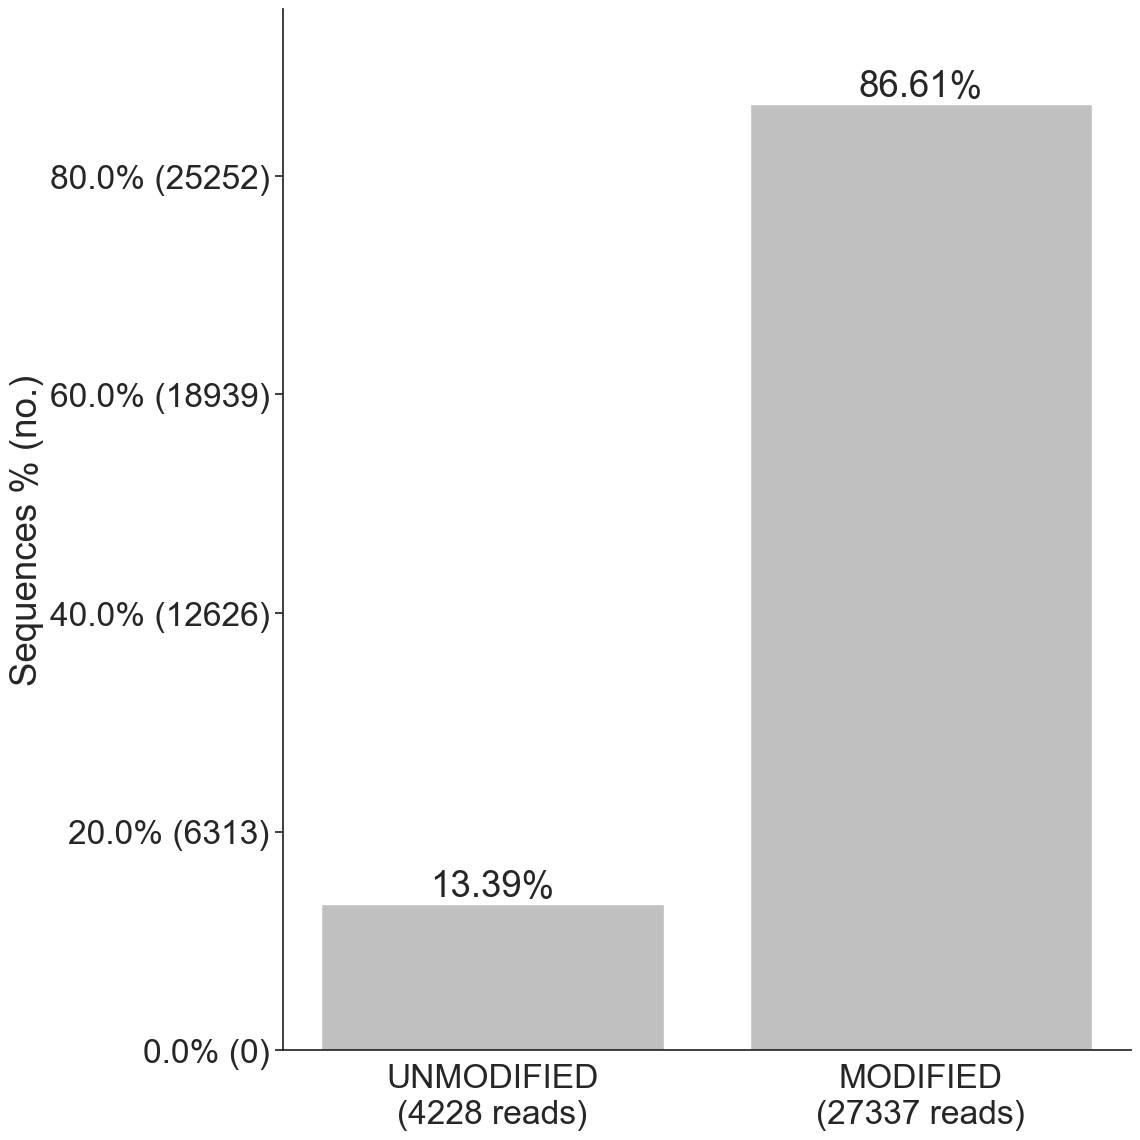 Sequences % (no.)
86.61%
80.0% (25252)
60.0% (18939)
40.0% (12626)
20.0% (6313)
13.39%
0.0% (0)
UNMODIFIED
(4228 reads)
MODIFIED
(27337 reads)